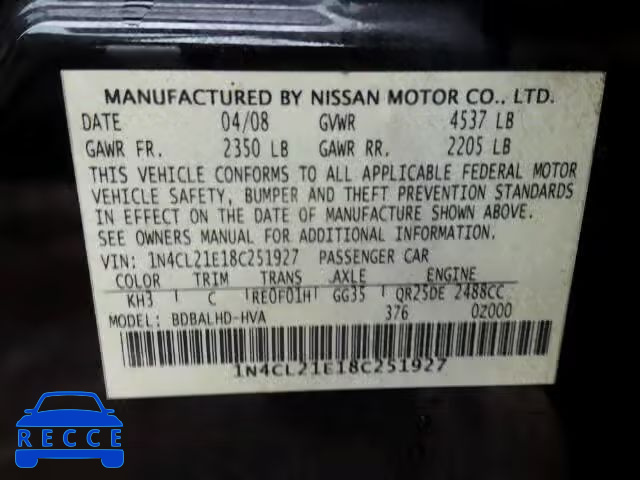 MANUFACTURED BY NISSAN MOTOR CO., LTD.
DATE 04/08 GVWR 4537 LB
GAWR FR. 2350 LB GAWR RR. 2205 LB
THIS VEHICLE CONFORMS TO ALL APPLICABLE FEDERAL MOTOR
VEHICLE SAFETY, BUMPER AND THEFT PREVENTION STANDARDS
IN EFFECT ON THE DATE OF MANUFACTURE SHOWN ABOVE.
SEE OWNERS MANUAL FOR ADDITIONAL INFORMATION.
VIN: 1N4CL21E18C251927 PASSENGER CAR
COLOR TRIM TRANS AXLE ENGINE
KH3 C RE0F01H GG35 QR25DE 2488CC
MODEL: BDBALHD-HVA 376 0Z000
1N4CL21E18C251927
RECCE